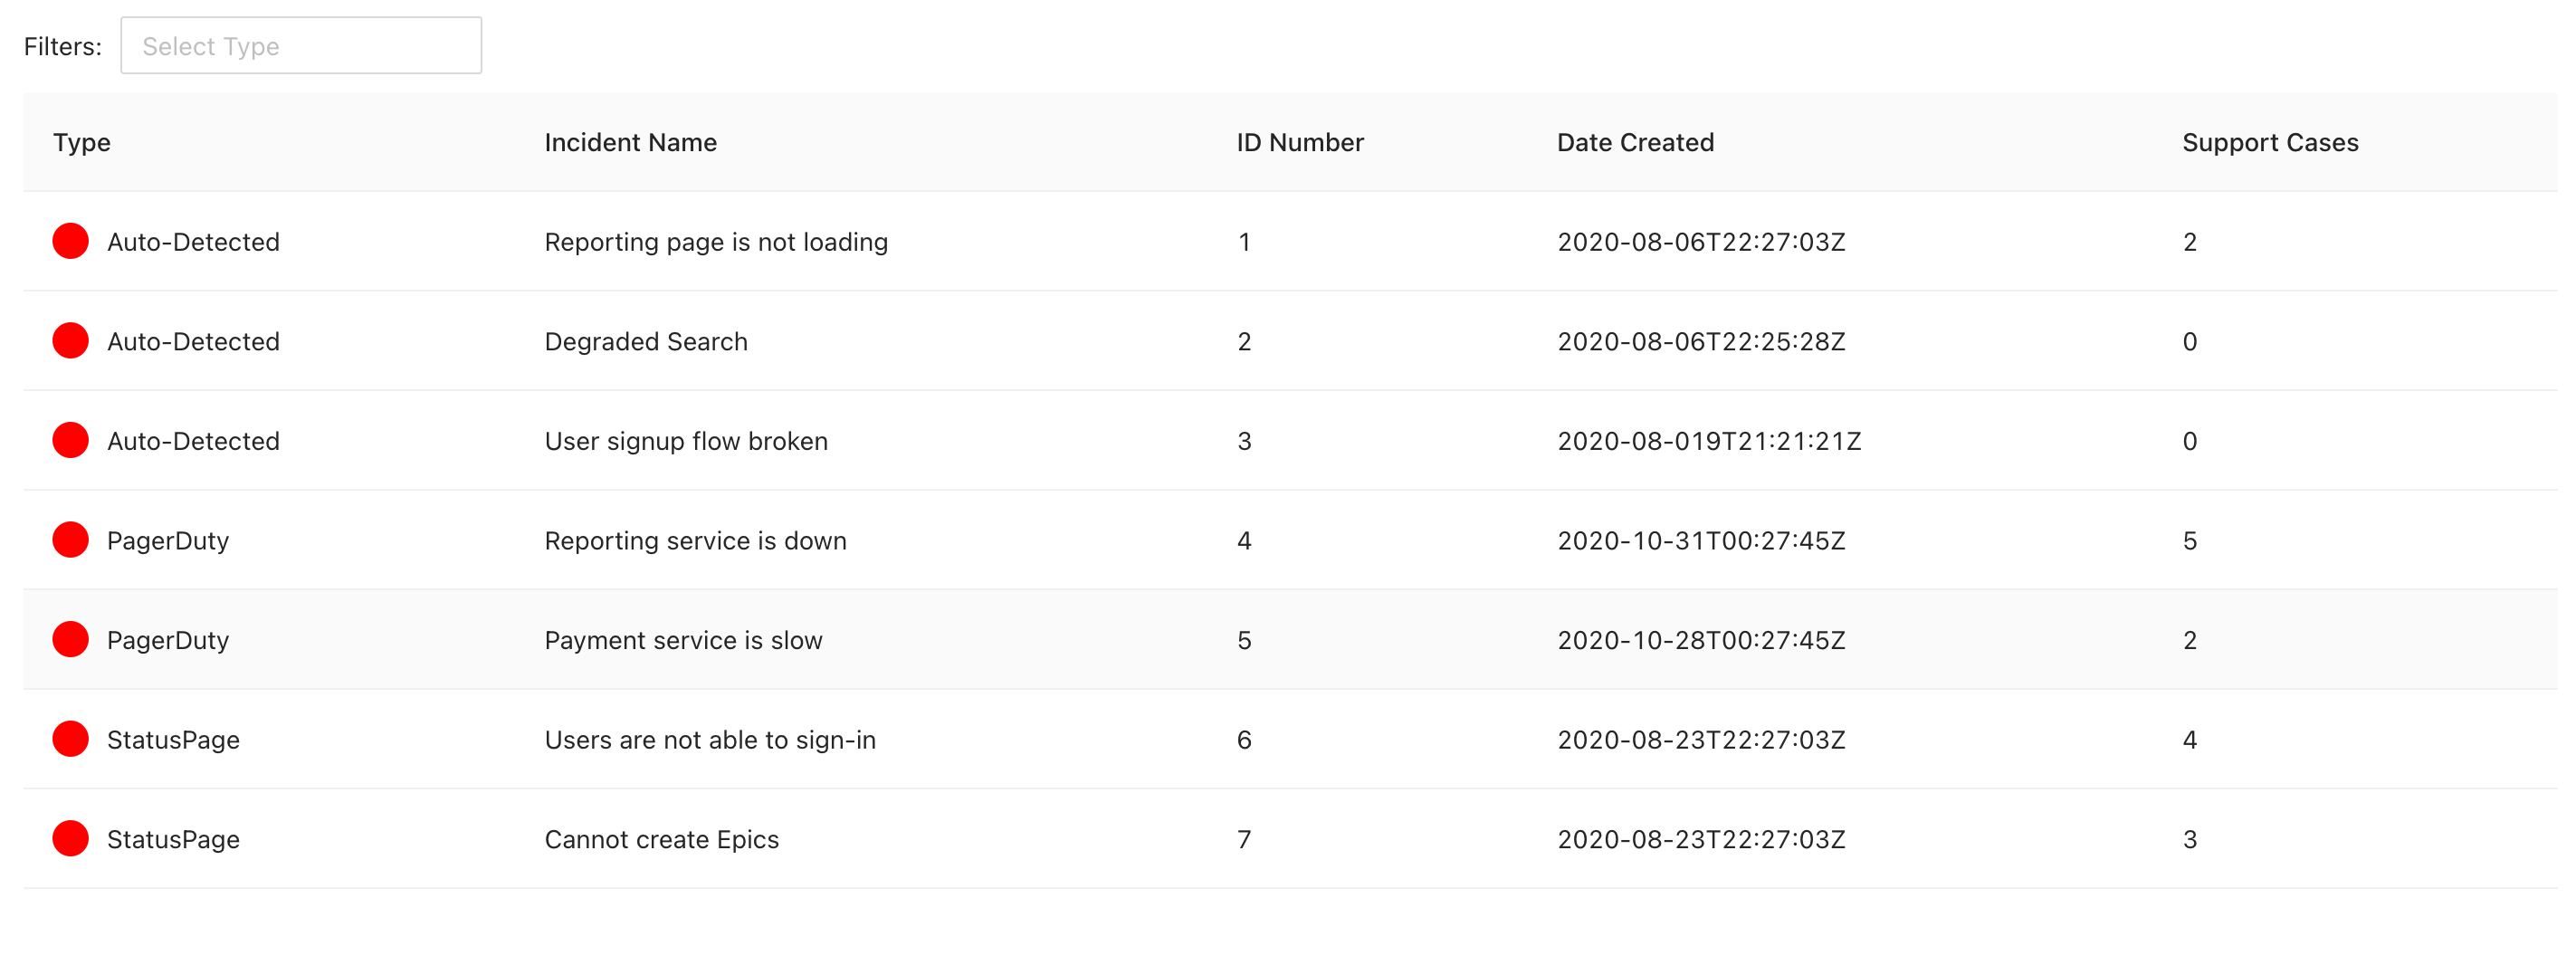 Filters: Select Type
Type Incident Name ID Number Date Created Support Cases
Auto-Detected Reporting page is not loading 1 2020-08-06T22:27:03Z 2
Auto-Detected Degraded Search 2 2020-08-06T22:25:28Z 0
Auto-Detected User signup flow broken 3 2020-08-019T21:21:21Z 0
PagerDuty Reporting service is down 4 2020-10-31T00:27:45Z 5
PagerDuty Payment service is slow 5 2020-10-28T00:27:45Z 2
StatusPage Users are not able to sign-in 6 2020-08-23T22:27:03Z 4
StatusPage Cannot create Epics 7 2020-08-23T22:27:03Z 3